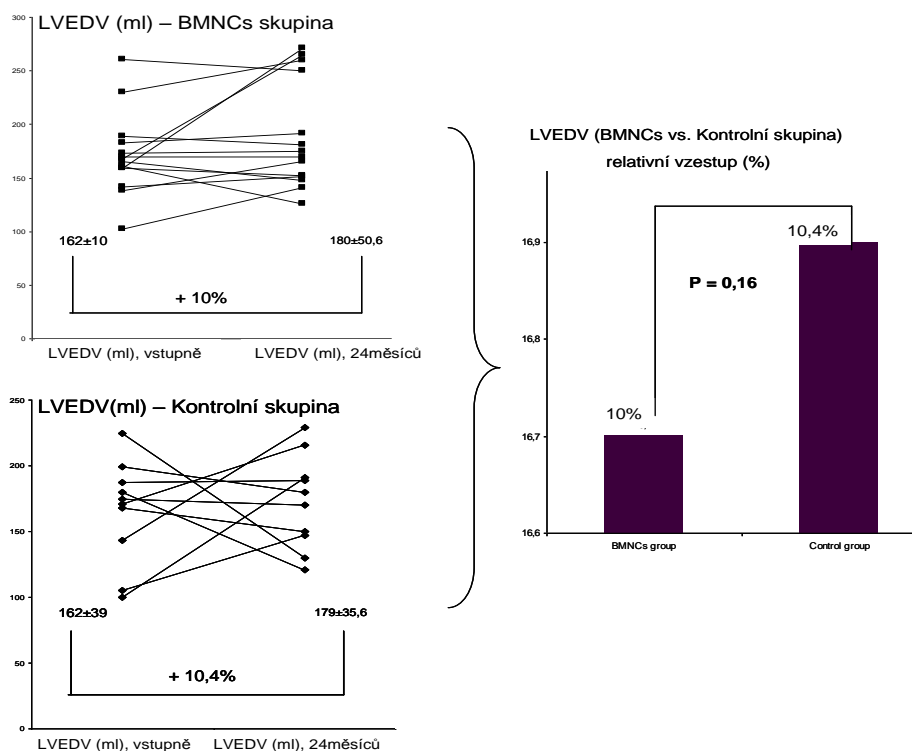 LVEDV (ml) – BMNCs skupina
300
250
200
150
100
50
0
162±10
180±50,6
+ 10%
LVEDV (ml), vstupně
LVEDV (ml), 24měsíců
LVEDV(ml) – Kontrolní skupina
250
200
150
100
50
0
162±39
179±35,6
+ 10,4%
LVEDV (ml), vstupně
LVEDV (ml), 24měsíců
LVEDV (BMNCs vs. Kontrolní skupina)
relativní vzestup (%)
16,9
16,8
16,7
16,6
10,4%
P = 0,16
10%
BMNCs group
Control group